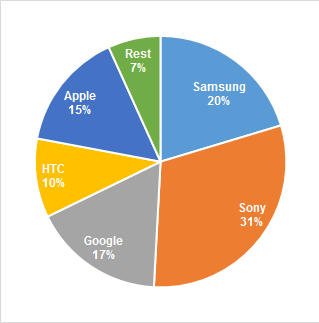 Rest
7%
Samsung
20%
Apple
15%
HTC
10%
Sony
31%
Google
17%